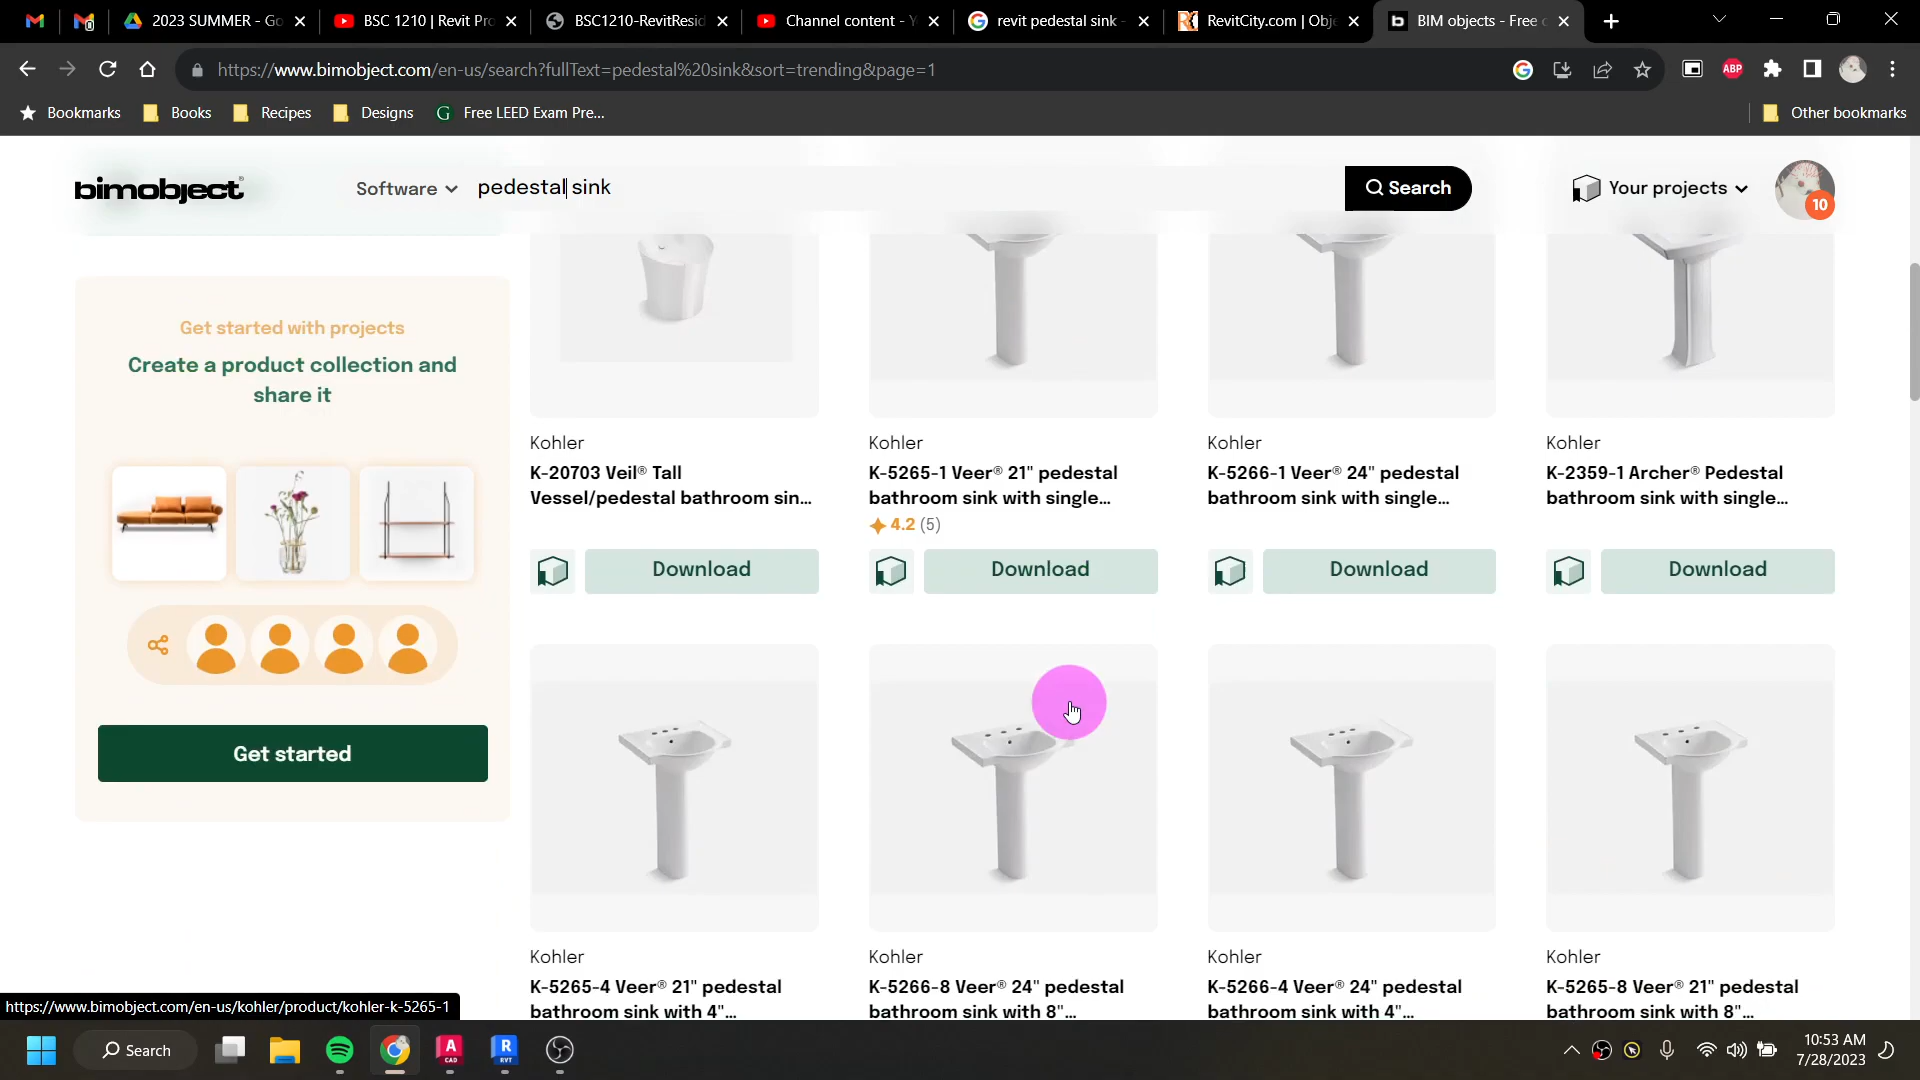 2023 SUMMER - Go
BSC 1210 | Revit Pro
BSC1210-RevitResid
Channel content - Y
revit pedestal sink -
RevitCity.com | Obje
BIM objects - Free d
https://www.bimobject.com/en-us/search?fullText=pedestal%20sink&sort=trending&page=1
ABP
Bookmarks
Books
Recipes
Designs
Free LEED Exam Pre...
Other bookmarks
bimobject®
Software
pedestal sink
Search
Your projects
10
Get started with projects
Create a product collection and
share it
Get started
Kohler
K-20703 Veil® Tall
Vessel/pedestal bathroom sin...
Download
Kohler
K-5265-1 Veer® 21" pedestal
bathroom sink with single...
4.2 (5)
Download
Kohler
K-5266-1 Veer® 24" pedestal
bathroom sink with single...
Download
Kohler
K-2359-1 Archer® Pedestal
bathroom sink with single...
Download
Kohler
K-5265-4 Veer® 21" pedestal
bathroom sink with 4"...
Kohler
K-5266-8 Veer® 24" pedestal
bathroom sink with 8"...
Kohler
K-5266-4 Veer® 24" pedestal
bathroom sink with 4"...
Kohler
K-5265-8 Veer® 21" pedestal
bathroom sink with 8"...
https://www.bimobject.com/en-us/kohler/product/kohler-k-5265-1
Search
A
CAD
R
RVT
10:53 AM
7/28/2023